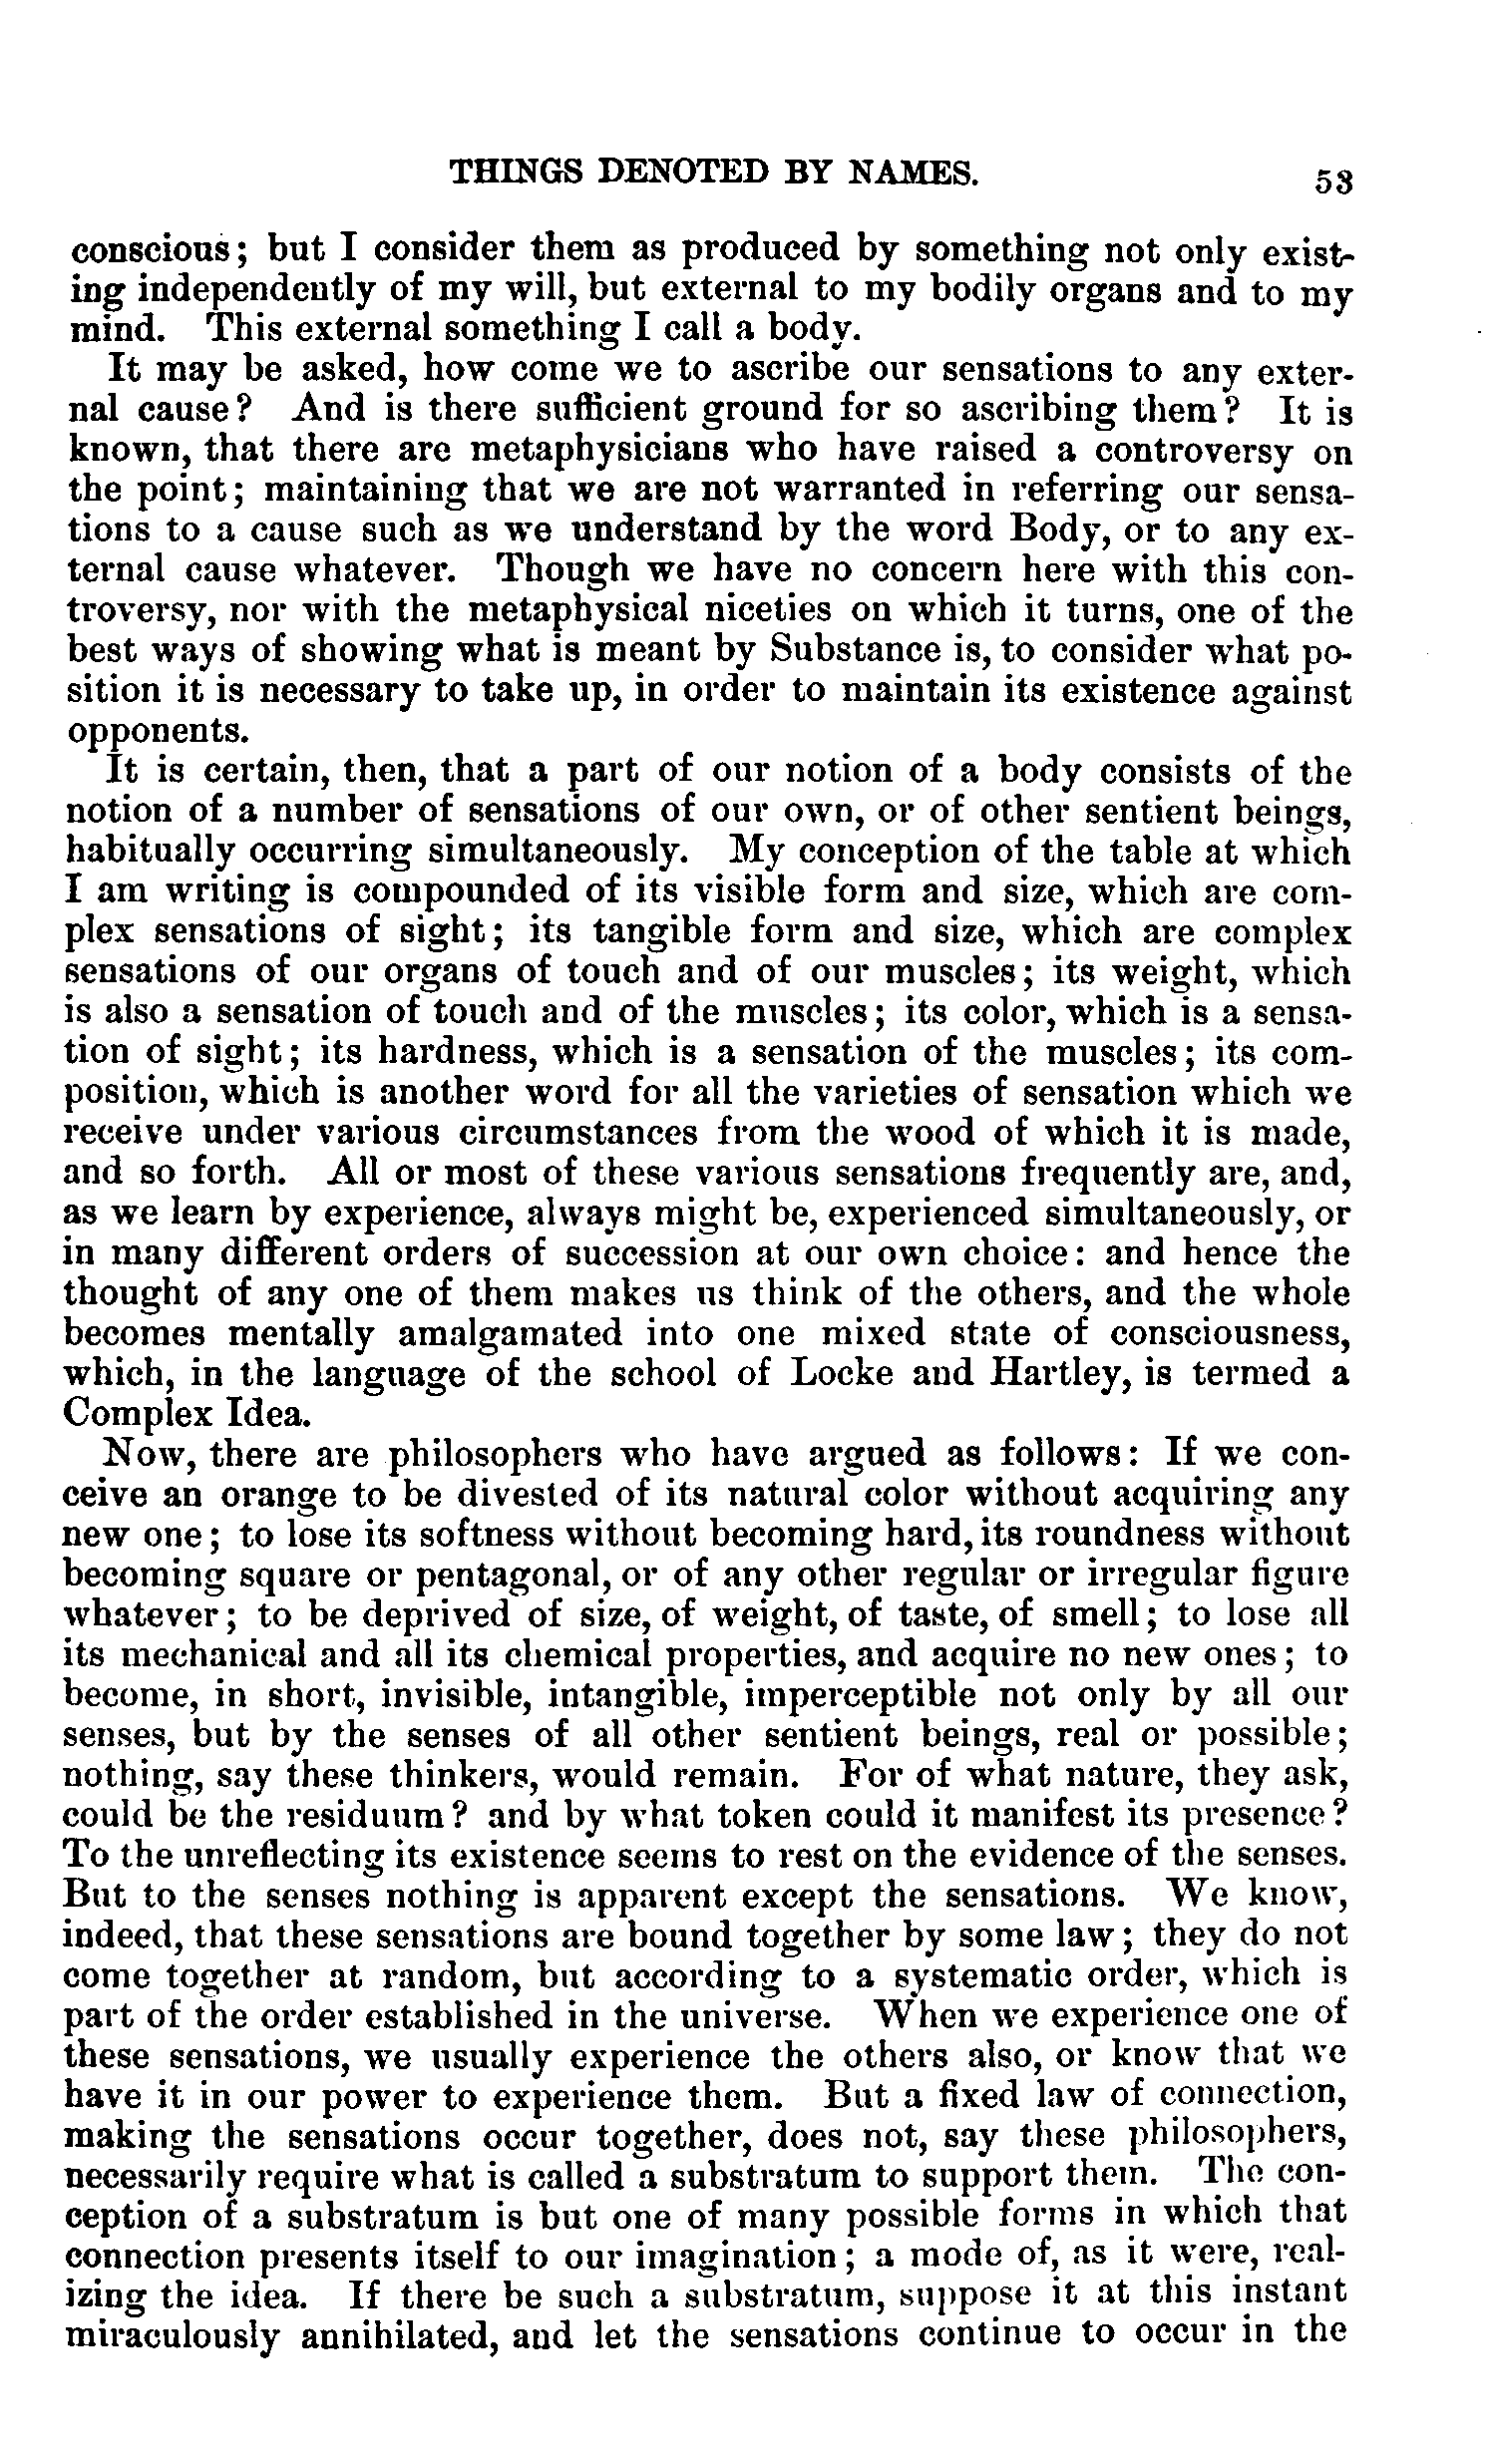 THINGS DENOTED BY NAMES. 53
conscious; but I consider them as produced by something not only exist-
ing independently of my will, but external to my bodily organs and to my
mind. This external something I call a body.
It may be asked, how come we to ascribe our sensations to any exter-
nal cause? And is there sufficient ground for so ascribing them? It is
known, that there are metaphysicians who have raised a controversy on
the point; maintaining that we are not warranted in referring our sensa-
tions to a cause such as we understand by the word Body, or to any ex-
ternal cause whatever. Though we have no concern here with this con-
troversy, nor with the metaphysical niceties on which it turns, one of the
best ways of showing what is meant by Substance is, to consider what po-
sition it is necessary to take up, in order to maintain its existence against
opponents.
It is certain, then, that a part of our notion of a body consists of the
notion of a number of sensations of our own, or of other sentient beings,
habitually occurring simultaneously. My conception of the table at which
I am writing is compounded of its visible form and size, which are com-
plex sensations of sight; its tangible form and size, which are complex
sensations of our organs of touch and of our muscles; its weight, which
is also a sensation of touch and of the muscles; its color, which is a sensa-
tion of sight; its hardness, which is a sensation of the muscles; its com-
position, which is another word for all the varieties of sensation which we
receive under various circumstances from the wood of which it is made,
and so forth. All or most of these various sensations frequently are, and,
as we learn by experience, always might be, experienced simultaneously, or
in many different orders of succession at our own choice: and hence the
thought of any one of them makes us think of the others, and the whole
becomes mentally amalgamated into one mixed state of consciousness,
which, in the language of the school of Locke and Hartley, is termed a
Complex Idea.
Now, there are philosophers who have argued as follows: If we con-
ceive an orange to be divested of its natural color without acquiring any
new one; to lose its softness without becoming hard, its roundness without
becoming square or pentagonal, or of any other regular or irregular figure
whatever; to be deprived of size, of weight, of taste, of smell; to lose all
its mechanical and all its chemical properties, and acquire no new ones; to
become, in short, invisible, intangible, imperceptible not only by all our
senses, but by the senses of all other sentient beings, real or possible;
nothing, say these thinkers, would remain. For of what nature, they ask,
could be the residuum? and by what token could it manifest its presence?
To the unreflecting its existence seems to rest on the evidence of the senses.
But to the senses nothing is apparent except the sensations. We know,
indeed, that these sensations are bound together by some law; they do not
come together at random, but according to a systematic order, which is
part of the order established in the universe. When we experience one of
these sensations, we usually experience the others also, or know that we
have it in our power to experience them. But a fixed law of connection,
making the sensations occur together, does not, say these philosophers,
necessarily require what is called a substratum to support them. The con-
ception of a substratum is but one of many possible forms in which that
connection presents itself to our imagination; a mode of, as it were, real-
izing the idea. If there be such a substratum, suppose it at this instant
miraculously annihilated, and let the sensations continue to occur in the